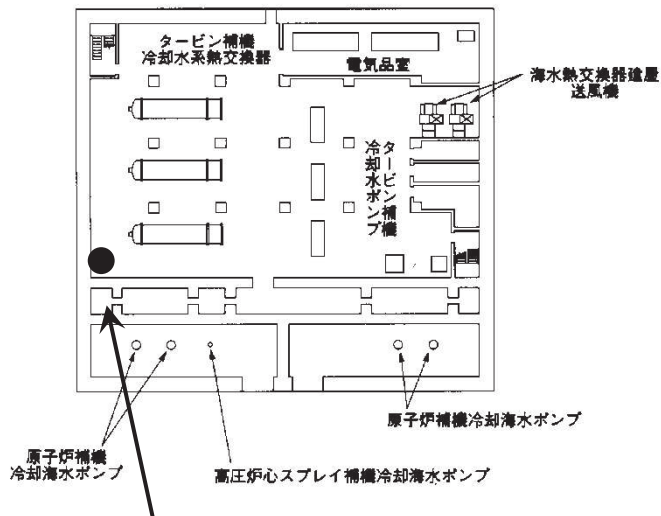 タービン補機
冷却水系熱交換器
電気品室
海水熱交換器建屋
送風機
タービン補機
冷却水ポンプ
原子炉補機冷却海水ポンプ
原子炉補機
冷却海水ポンプ
高圧炉心スプレイ補機冷却海水ポンプ